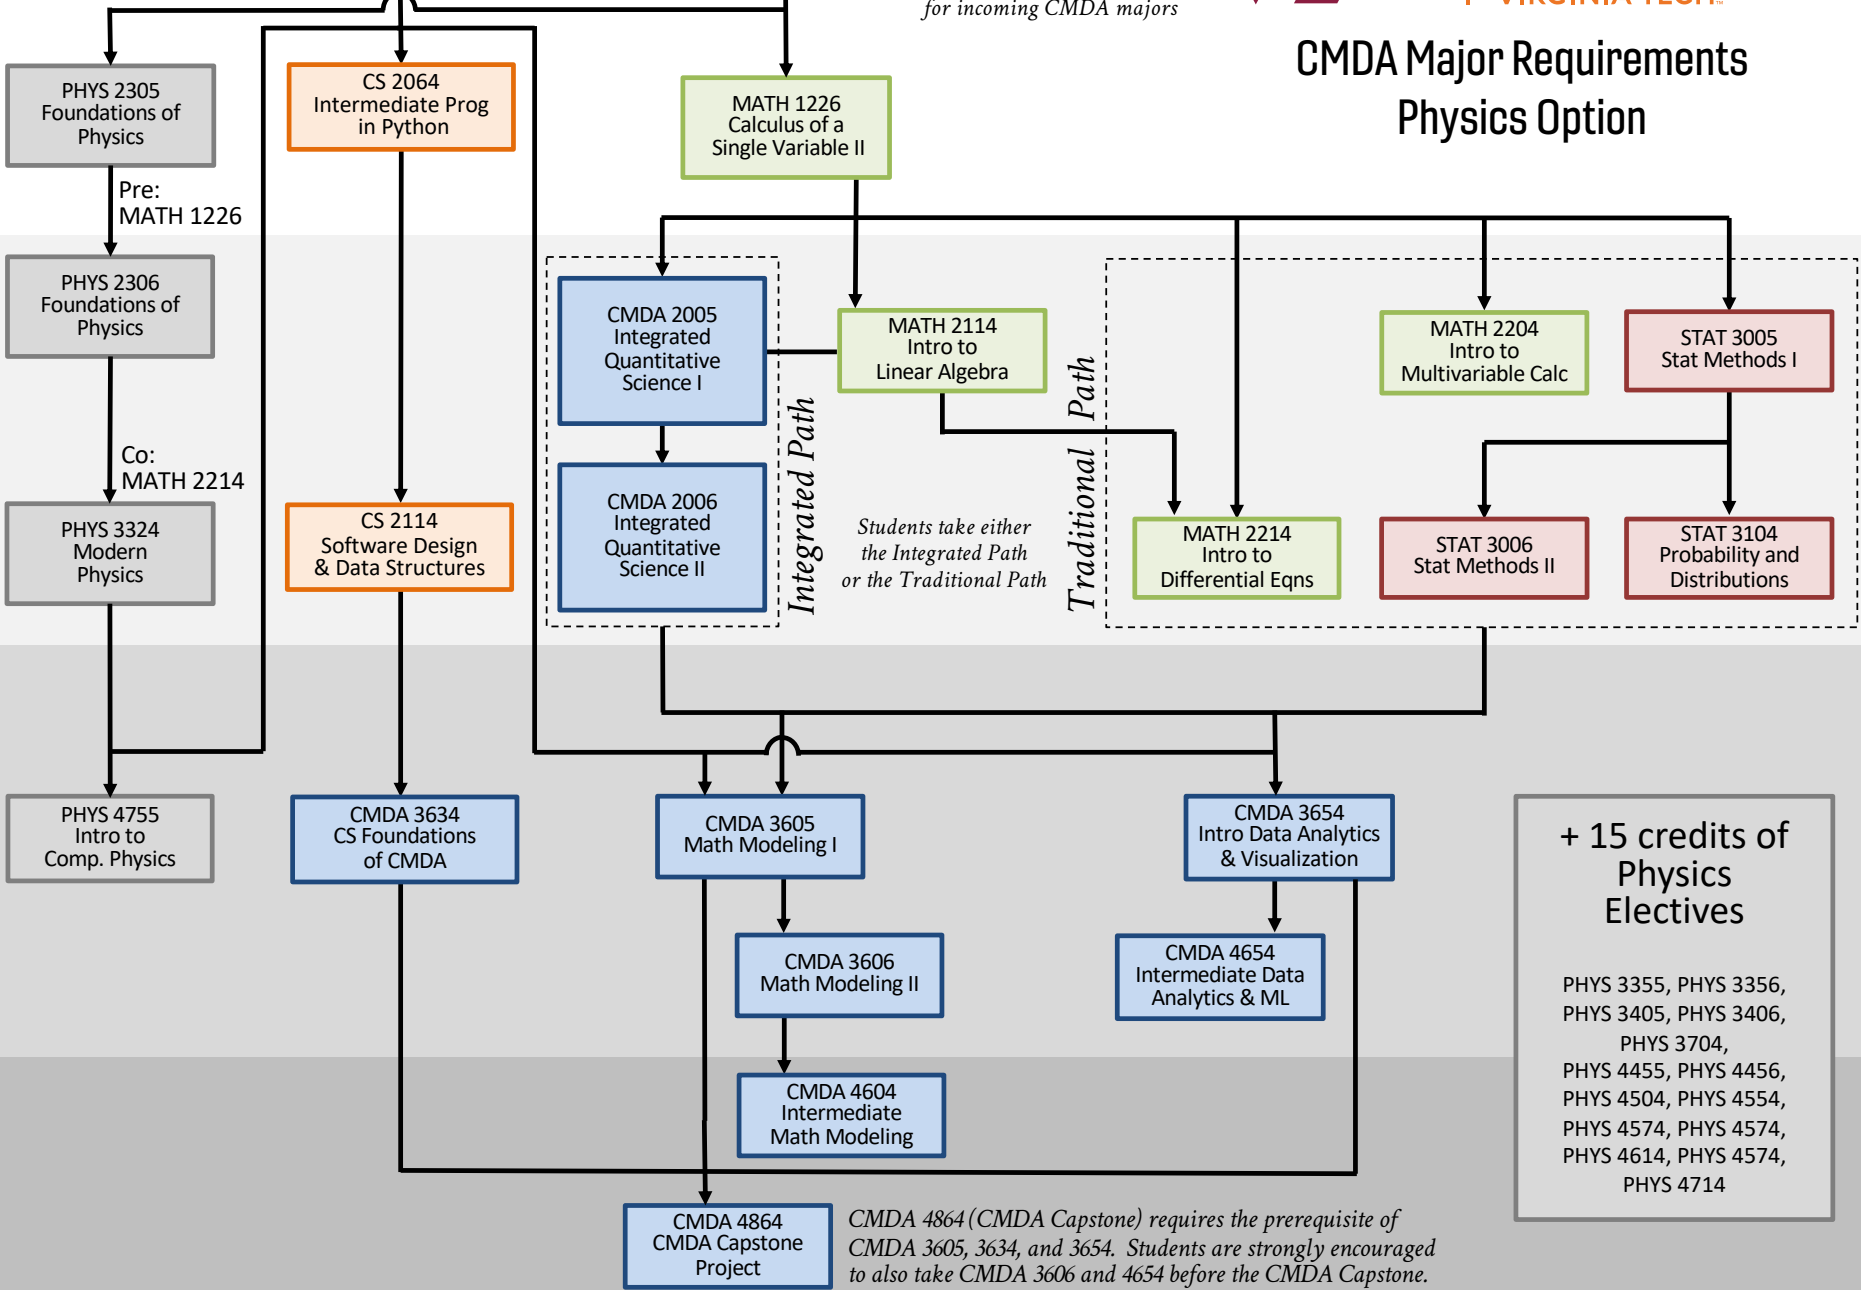 for incoming CMDA majors
VIRGINIA TECH
CMDA Major Requirements
Physics Option
PHYS 2305
Foundations of
Physics
CS 2064
Intermediate Prog
in Python
MATH 1226
Calculus of a
Single Variable II
Pre:
MATH 1226
PHYS 2306
Foundations of
Physics
CMDA 2005
Integrated
Quantitative
Science I
MATH 2114
Intro to
Linear Algebra
MATH 2204
Intro to
Multivariable Calc
STAT 3005
Stat Methods I
Co:
MATH 2214
PHYS 3324
Modern
Physics
CS 2114
Software Design
& Data Structures
CMDA 2006
Integrated
Quantitative
Science II
Integrated Path
Students take either
the Integrated Path
or the Traditional Path
Traditional Path
MATH 2214
Intro to
Differential Eqns
STAT 3006
Stat Methods II
STAT 3104
Probability and
Distributions
PHYS 4755
Intro to
Comp. Physics
CMDA 3634
CS Foundations
of CMDA
CMDA 3605
Math Modeling I
CMDA 3654
Intro Data Analytics
& Visualization
CMDA 3606
Math Modeling II
CMDA 4654
Intermediate Data
Analytics & ML
CMDA 4604
Intermediate
Math Modeling
+ 15 credits of
Physics
Electives
PHYS 3355, PHYS 3356,
PHYS 3405, PHYS 3406,
PHYS 3704,
PHYS 4455, PHYS 4456,
PHYS 4504, PHYS 4554,
PHYS 4574, PHYS 4574,
PHYS 4614, PHYS 4574,
PHYS 4714
CMDA 4864
CMDA Capstone
Project
CMDA 4864 (CMDA Capstone) requires the prerequisite of
CMDA 3605, 3634, and 3654. Students are strongly encouraged
to also take CMDA 3606 and 4654 before the CMDA Capstone.